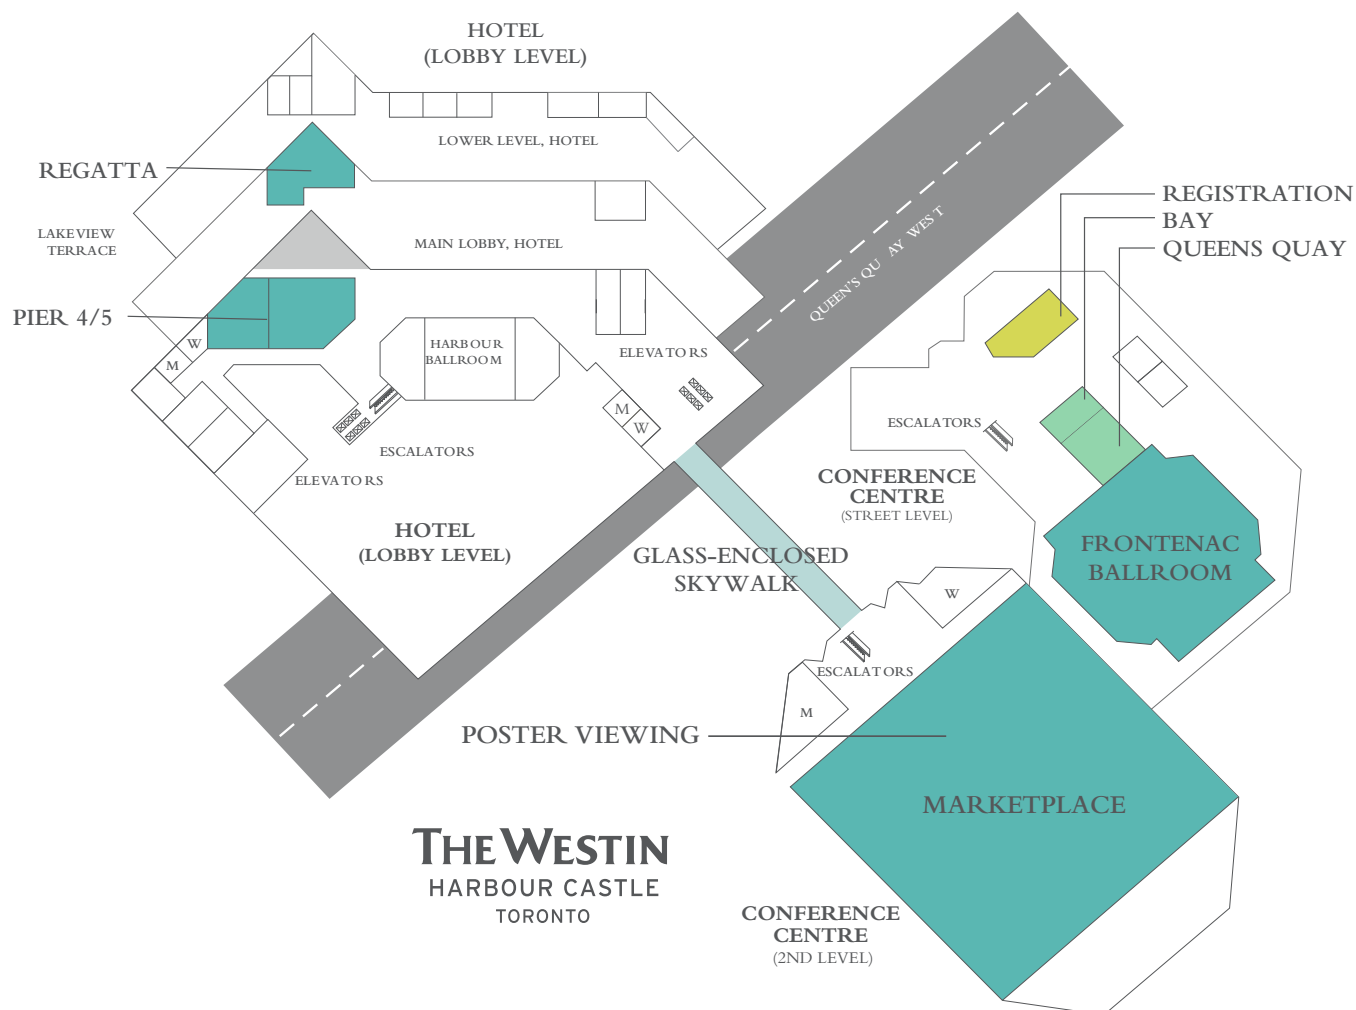 HOTEL
(LOBBY LEVEL)
LOWER LEVEL, HOTEL
REGATTA
LAKEVIEW
TERRACE
MAIN LOBBY, HOTEL
PIER 4/5
W
M
HARBOUR
BALLROOM
ELEVATORS
M
W
ESCALATORS
ELEVATORS
HOTEL
(LOBBY LEVEL)
QUEEN'S QU AY WEST
REGISTRATION
BAY
QUEENS QUAY
ESCALATORS
CONFERENCE
CENTRE
(STREET LEVEL)
FRONTENAC
BALLROOM
GLASS-ENCLOSED
SKYWALK
W
ESCALATORS
M
POSTER VIEWING
MARKETPLACE
THE WESTIN
HARBOUR CASTLE
TORONTO
CONFERENCE
CENTRE
(2ND LEVEL)